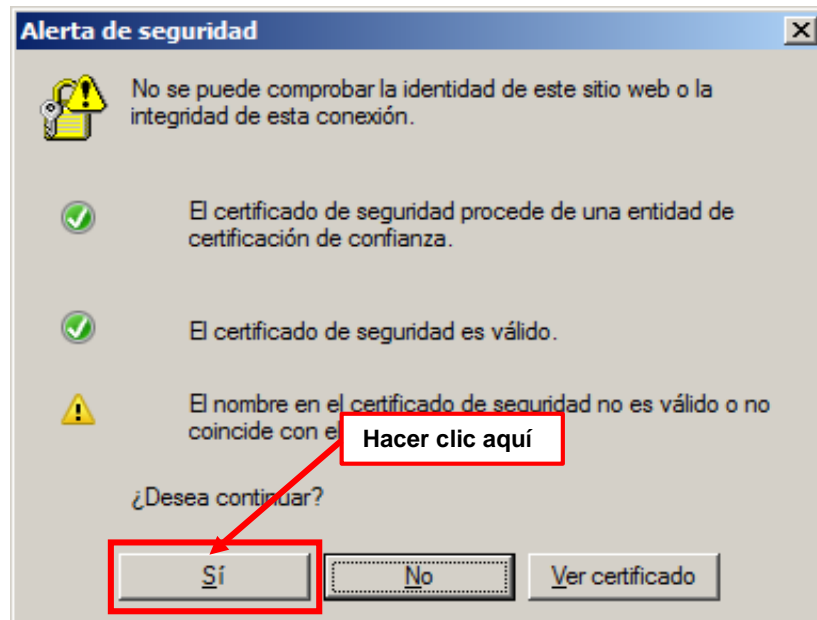 Alerta de seguridad
No se puede comprobar la identidad de este sitio web o la
integridad de esta conexión.
El certificado de seguridad procede de una entidad de
certificación de confianza.
El certificado de seguridad es válido.
El nombre en el certificado de seguridad no es válido o no
coincide con
Hacer clic aquí
¿Desea continuar?
Sí
No
Ver certificado